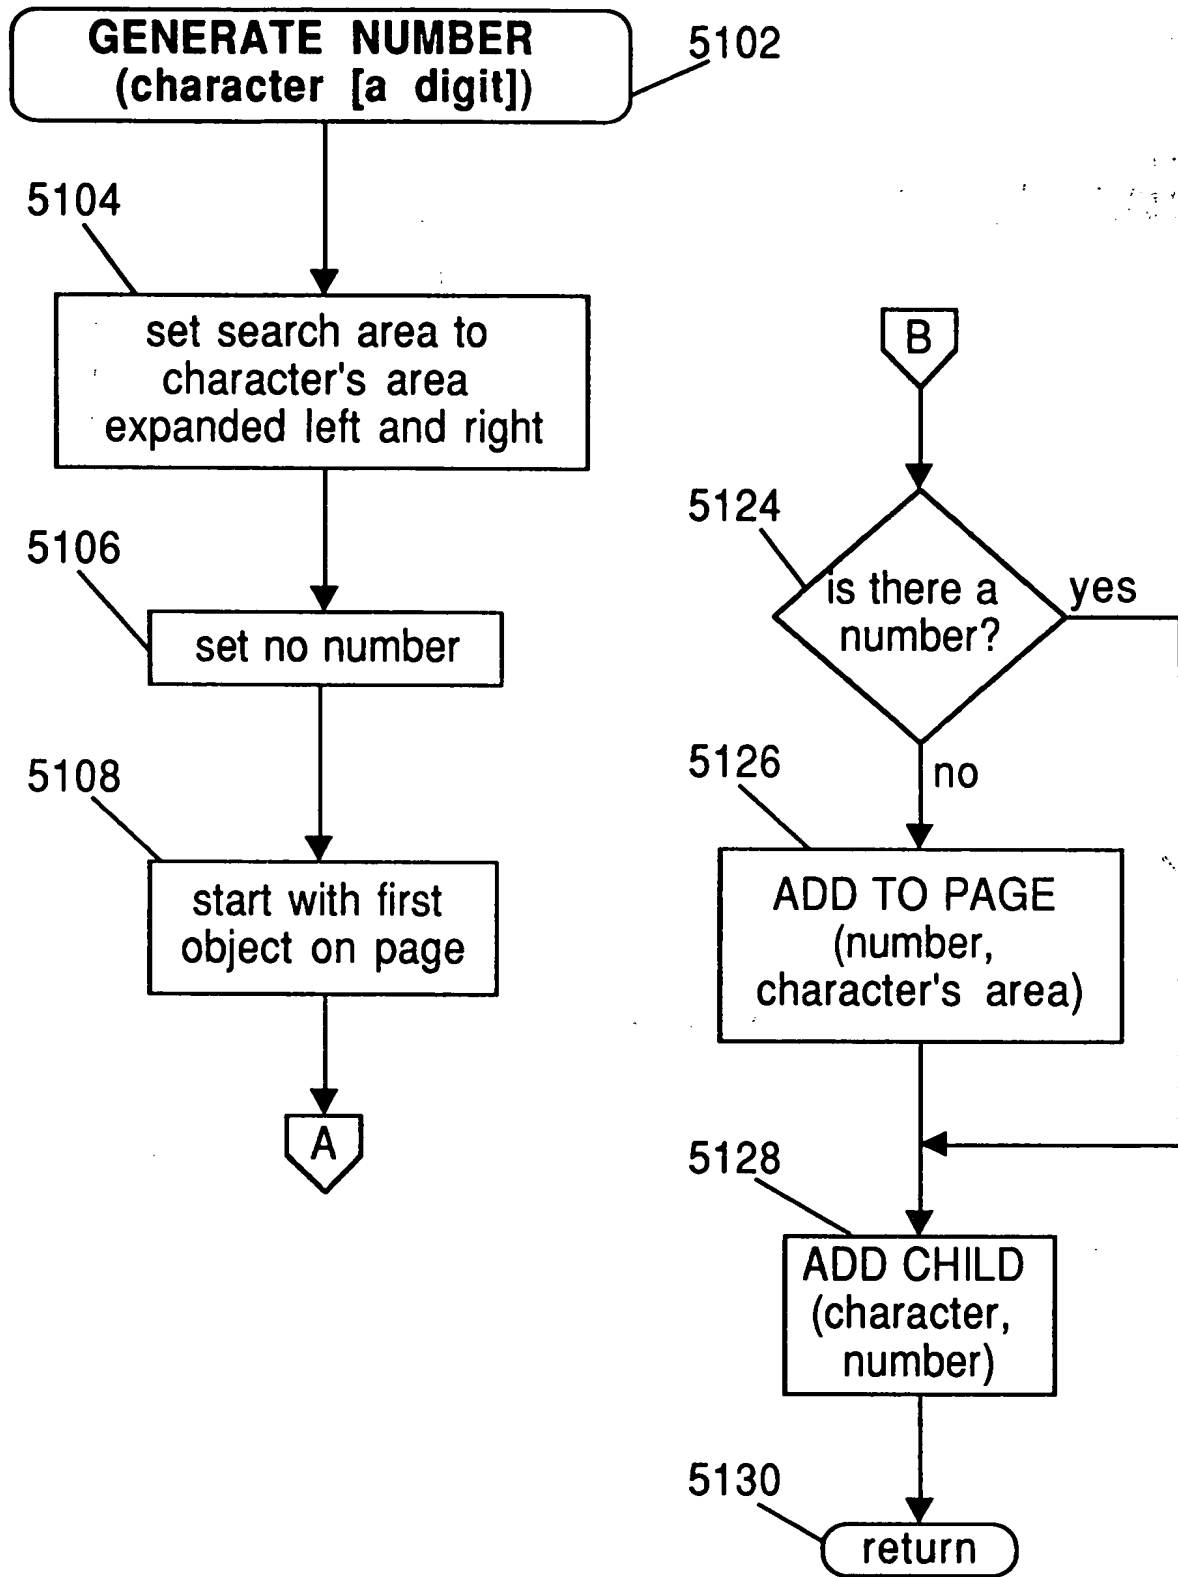 GENERATE NUMBER
(character [a digit])
5102
5104
set search area to
character's area
expanded left and right
5106
set no number
5108
start with first
object on page
A
B
5124
is there a
number?
yes
no
5126
ADD TO PAGE
(number,
character's area)
5128
ADD CHILD
(character,
number)
5130
return